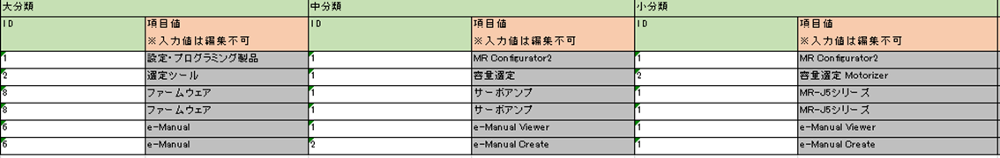 大分類 中分類 小分類
ID 項目値 ID 項目値 ID 項目値
※入力値は編集不可 ※入力値は編集不可 ※入力値は編集不可
1 設定・プログラミング製品 1 MR Configurator2 1 MR Configurator2
2 選定ツール 1 容量選定 2 容量選定 Motorizer
8 ファームウェア 1 サーボアンプ 1 MR-J5シリーズ
8 ファームウェア 1 サーボアンプ 1 MR-J5シリーズ
6 e-Manual 1 e-Manual Viewer 1 e-Manual Viewer
6 e-Manual 2 e-Manual Create 1 e-Manual Create